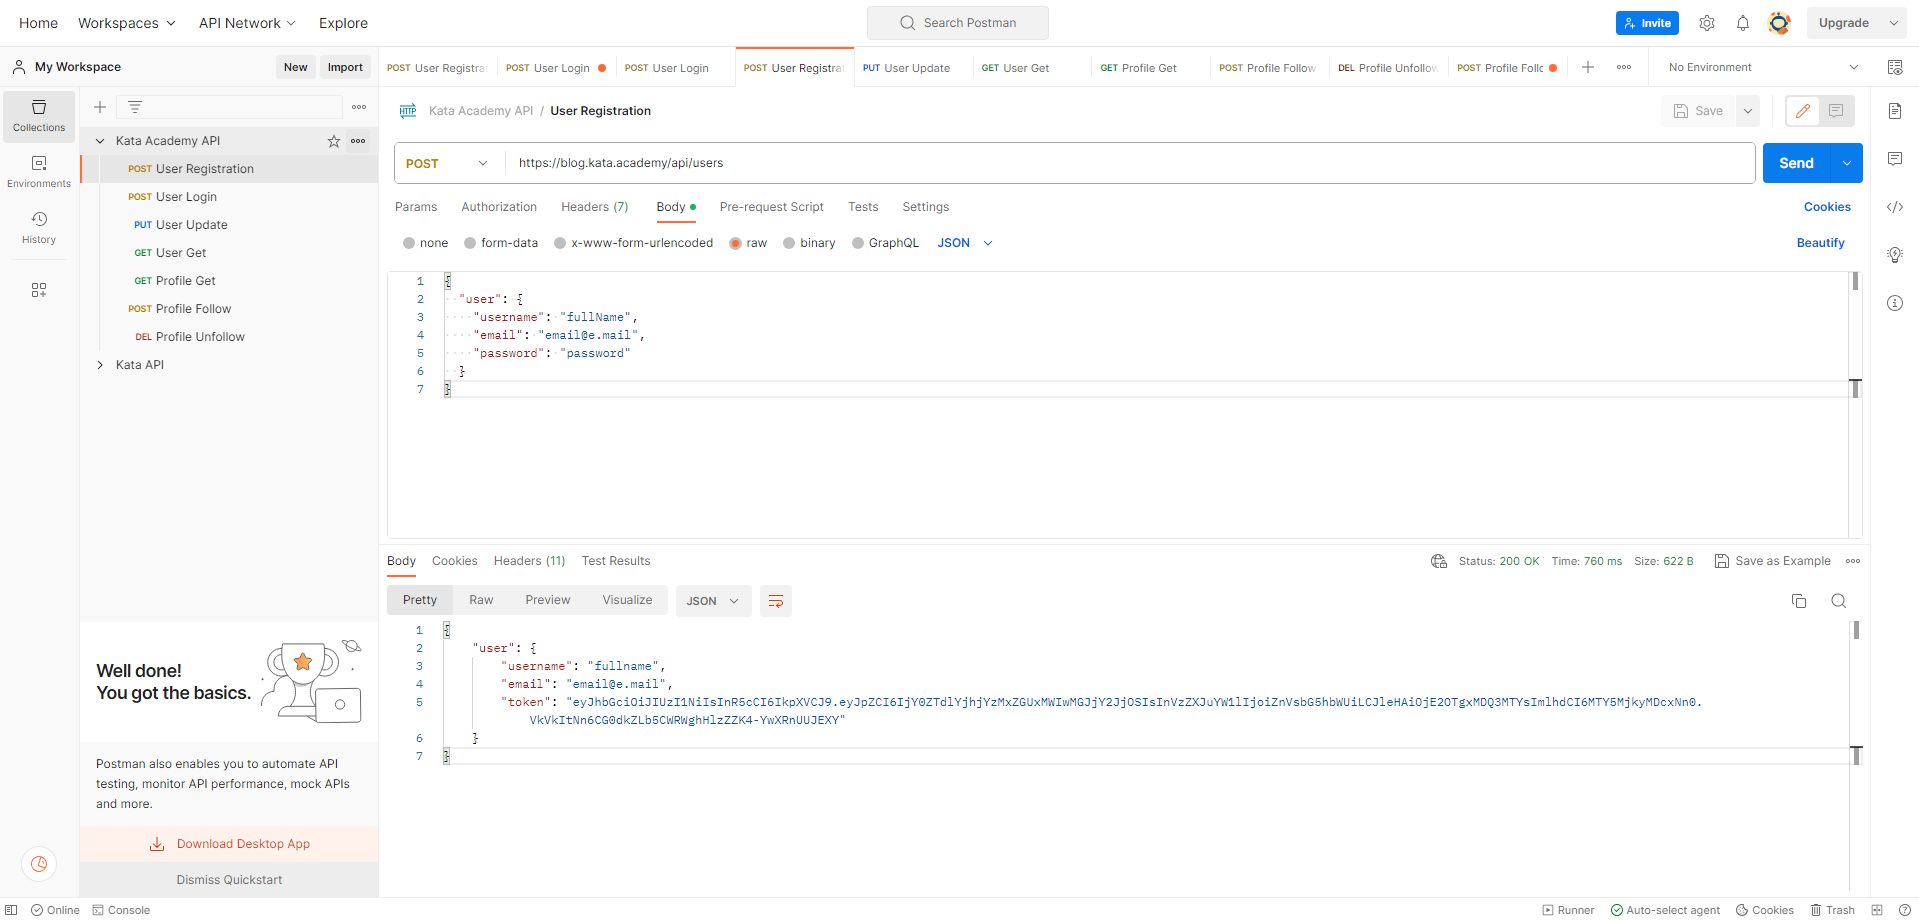 Home Workspaces API Network Explore Search Postman Invite Upgrade
My Workspace New Import
POST User Registra POST User Login POST User Login POST User Registra PUT User Update GET User Get GET Profile Get POST Profile Follow DEL Profile Unfollow POST Profile Follo No Environment
Collections
Environments
History
Kata Academy API
POST User Registration
POST User Login
PUT User Update
GET User Get
GET Profile Get
POST Profile Follow
DEL Profile Unfollow
Kata API
Well done!
You got the basics.
Postman also enables you to automate API
testing, monitor API performance, mock APIs
and more.
Download Desktop App
Dismiss Quickstart
HTTP Kata Academy API / User Registration Save
POST https://blog.kata.academy/api/users Send
Params Authorization Headers (7) Body Pre-request Script Tests Settings Cookies
none form-data x-www-form-urlencoded raw binary GraphQL JSON Beautify
1 {
2 "user": {
3 "username": "fullName",
4 "email": "email@e.mail",
5 "password": "password"
6 }
7 }
Body Cookies Headers (11) Test Results Status: 200 OK Time: 760 ms Size: 622 B Save as Example
Pretty Raw Preview Visualize JSON
1 {
2 "user": {
3 "username": "fullname",
4 "email": "email@e.mail",
5 "token": "eyJhbGciOiJIUzI1NiIsInR5cCI6IkpXVCJ9.eyJpZCI6IjY0ZTdlYjhjYzMxZGUxMWIwMGJjY2JjOSIsInVzZXJuYW1lIjoiZnVsbG5hbWUiLCJleHAiOjE2OTgxMDQ3MTYsImlhdCI6MTY5MjkyMDcxNn0.
VkVkItNn6CG0dkZLb5CWRWghHlzZZK4-YwXRnUUJEXY"
6 }
7 }
Online Console Runner Auto-select agent Cookies Trash